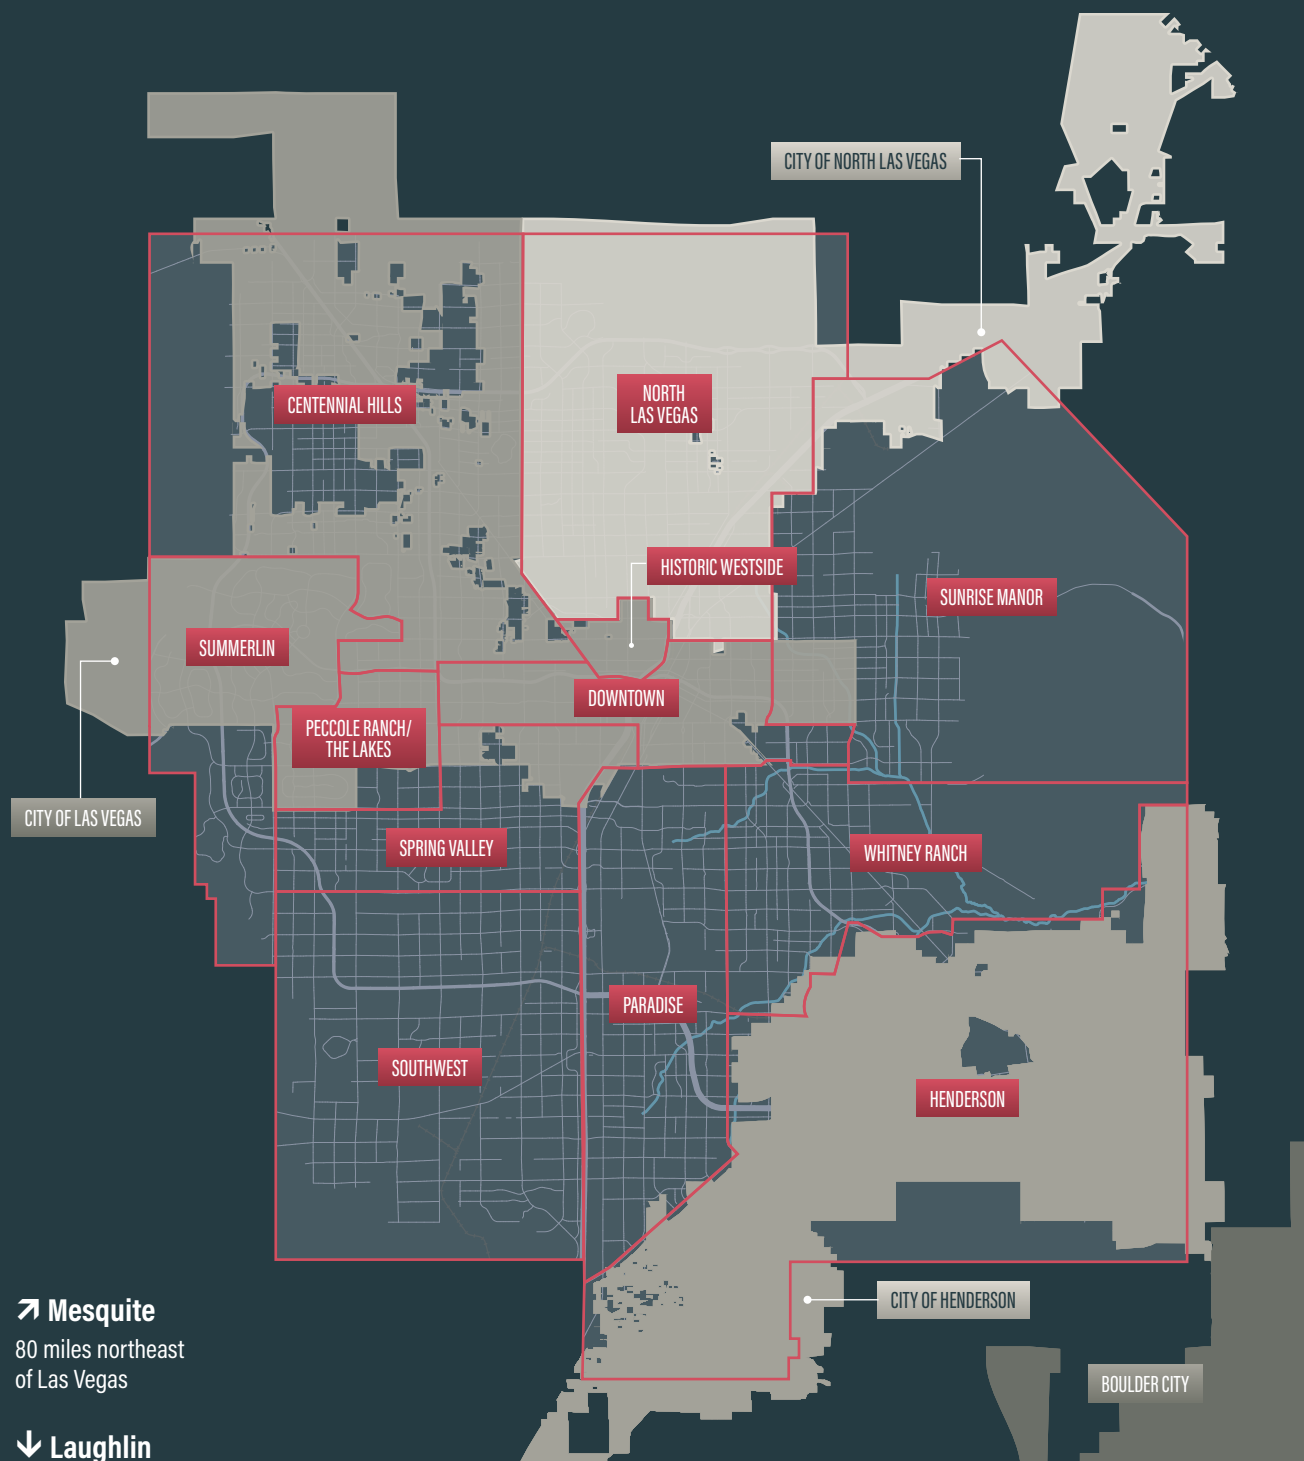 CITY OF NORTH LAS VEGAS
NORTH
LAS VEGAS
CENTENNIAL HILLS
HISTORIC WESTSIDE
SUNRISE MANOR
SUMMERLIN
DOWNTOWN
PECCOLE RANCH/
THE LAKES
CITY OF LAS VEGAS
SPRING VALLEY
WHITNEY RANCH
PARADISE
SOUTHWEST
HENDERSON
CITY OF HENDERSON
BOULDER CITY
↗ Mesquite
80 miles northeast
of Las Vegas
↓ Laughlin